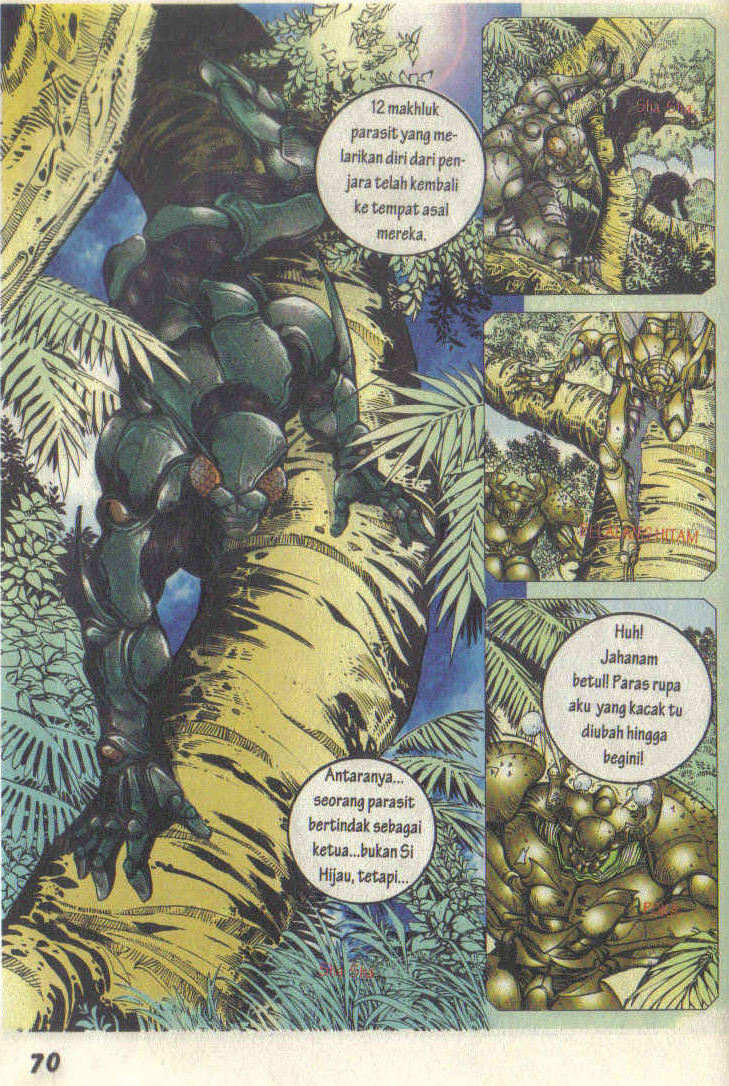 12 makhluk
parasit yang me-
larikan diri dari pen-
jara telah kembali
ke tempat asal
mereka.
Antaranya...
seorang parasit
bertindak sebagai
ketua...bukan Si
Hijau, tetapi...
Huh!
Jahanam
betul! Paras rupa
aku yang kacak tu
diubah hingga
begini!
70